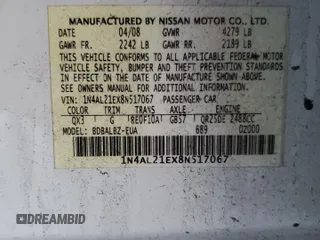 MANUFACTURED BY NISSAN MOTOR CO., LTD.
DATE 04/08 GVWR 4279 LB
GAWR FR. 2242 LB GAWR RR. 2189 LB
THIS VEHICLE CONFORMS TO ALL APPLICABLE FEDERAL MOTOR
VEHICLE SAFETY, BUMPER, AND THEFT PREVENTION STANDARDS
IN EFFECT ON THE DATE OF MANUFACTURE SHOWN ABOVE.
SEE OWNERS MANUAL FOR ADDITIONAL INFORMATION
VIN: 1N4AL21EX8N517067 PASSENGER CAR
COLOR TRIM TRANS AXLE ENGINE
QX3 G RE0F10A GB57 QR25DE 2488CC
MODEL: BDBALBZ-EUA 689 02000
1N4AL21EX8N517067
DREAMBID